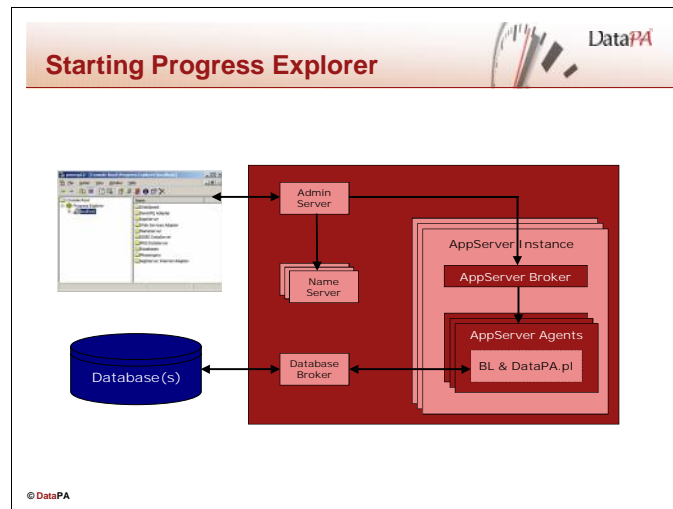 Starting Progress Explorer
DataPA
Admin
Server
AppServer Instance
AppServer Broker
Name
Server
AppServer Agents
BL & DataPA.pl
Database
Broker
Database(s)
© DataPA